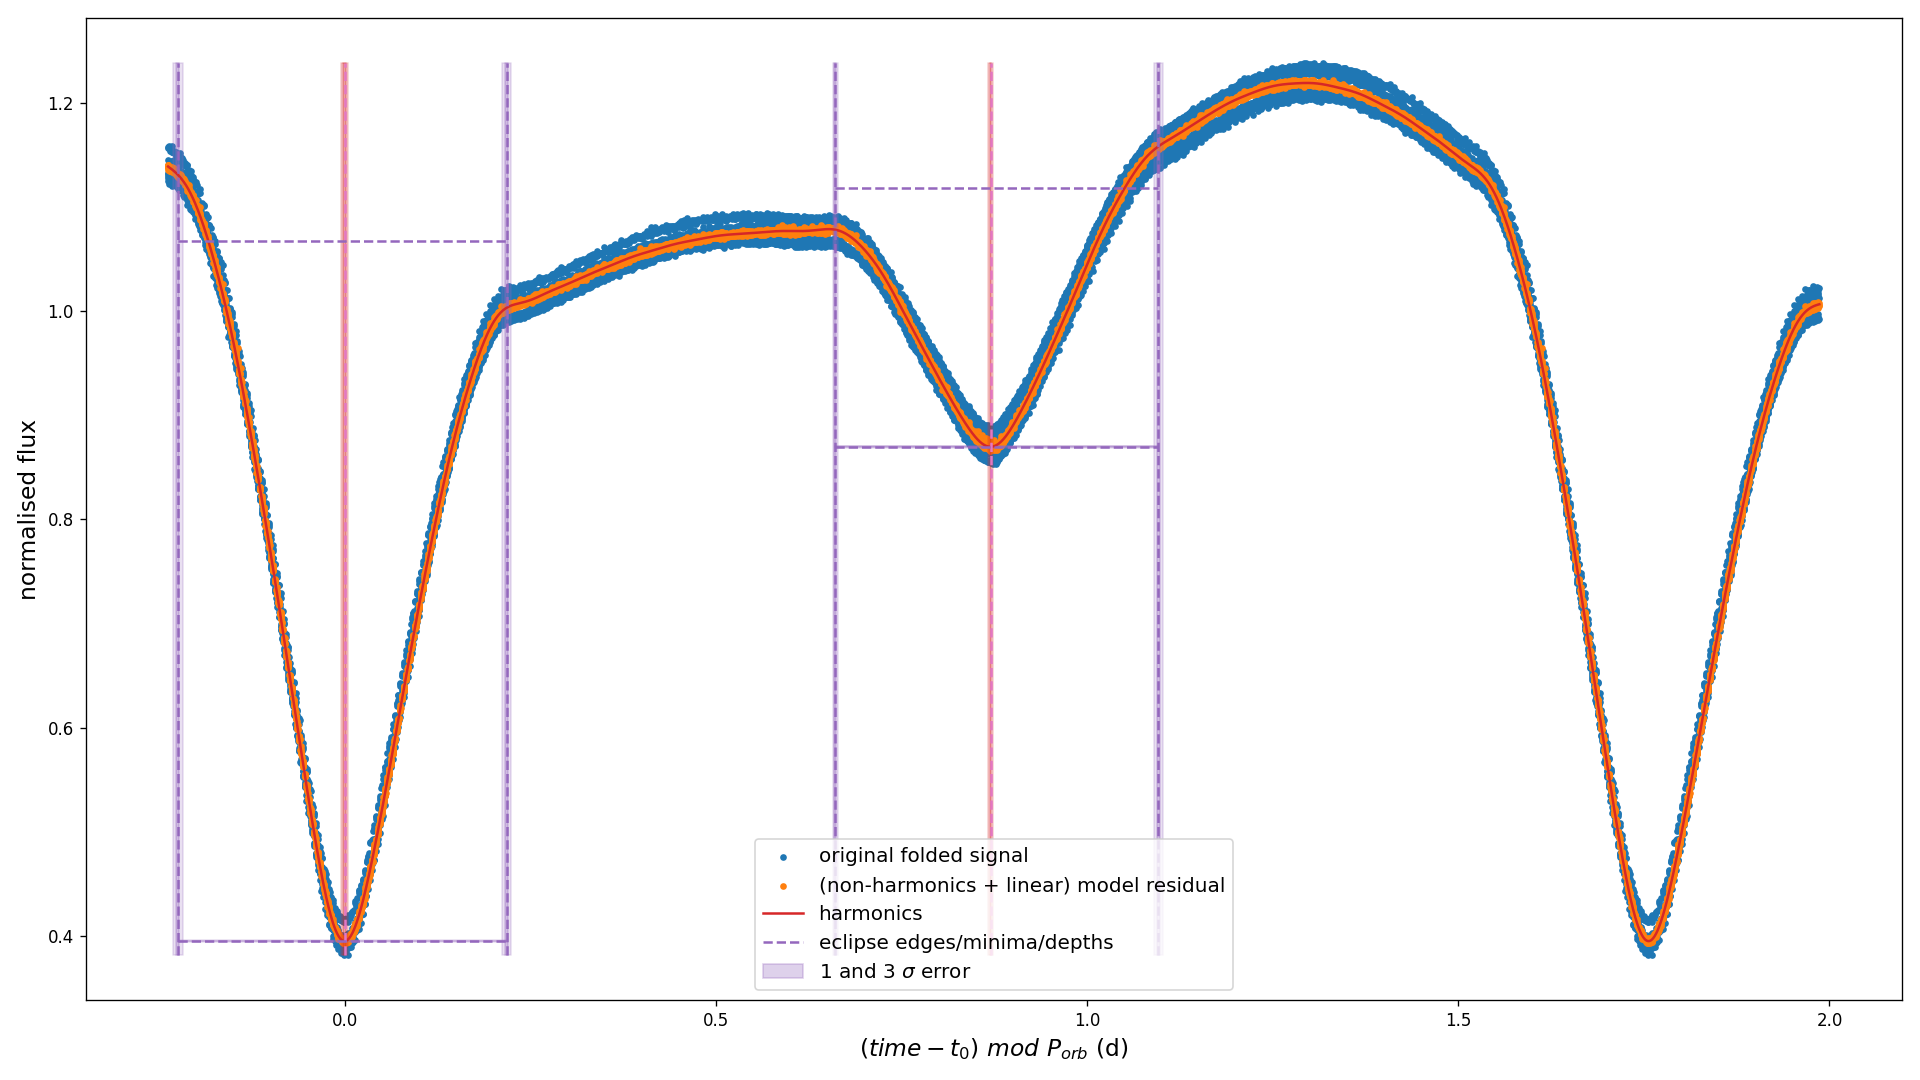 normalised flux
1.2
1.0
0.8
0.6
0.4
original folded signal
(non-harmonics + linear) model residual
harmonics
eclipse edges/minima/depths
1 and 3 σ error
0.0 0.5 1.0 1.5 2.0
(time − t₀) mod P_orb (d)